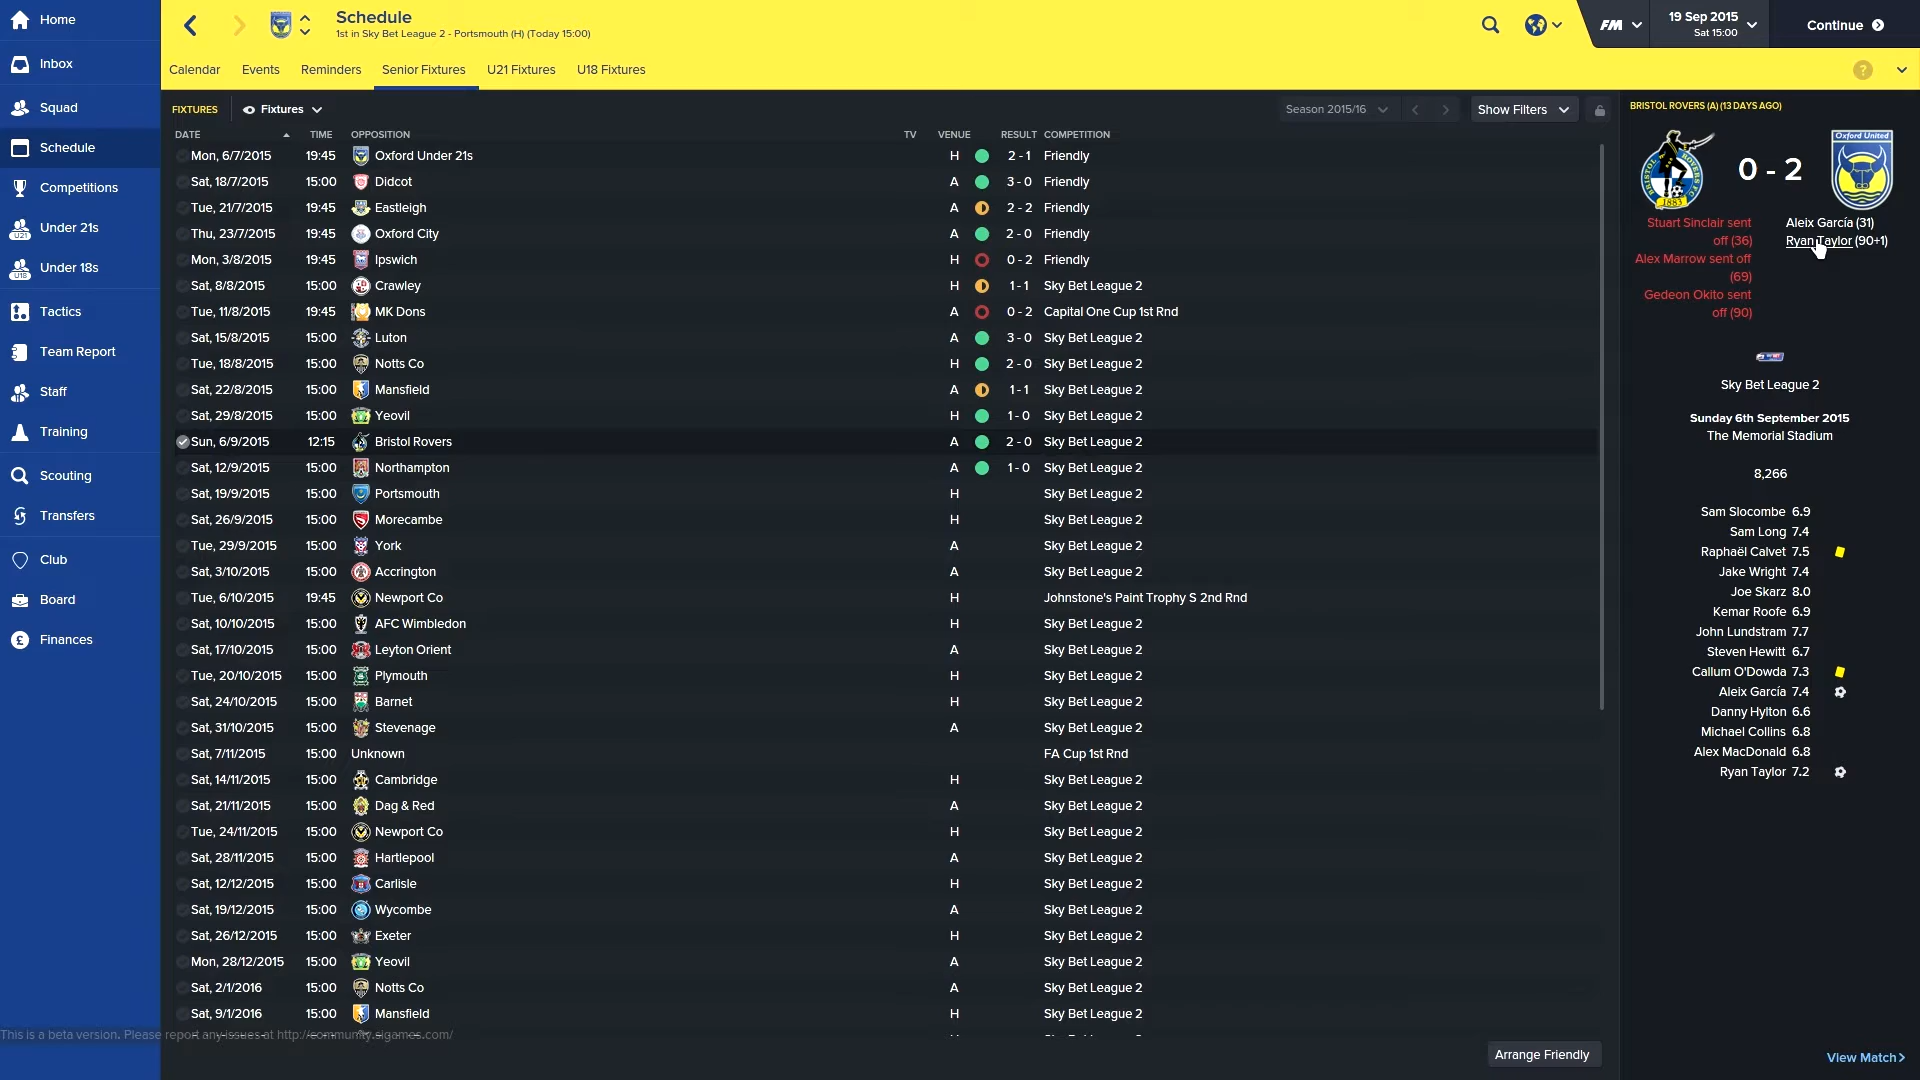 Home
Inbox
Squad
Schedule
Competitions
Under 21s
Under 18s
Tactics
Team Report
Staff
Training
Scouting
Transfers
Club
Board
Finances
Schedule
1st in Sky Bet League 2 - Portsmouth (H) (Today 15:00)
FM
19 Sep 2015
Sat 15:00
Continue
Calendar Events Reminders Senior Fixtures U21 Fixtures U18 Fixtures
?
FIXTURES Fixtures Season 2015/16 Show Filters
DATE TIME OPPOSITION TV VENUE RESULT COMPETITION
Mon, 6/7/2015 19:45 Oxford Under 21s H 2 - 1 Friendly
Sat, 18/7/2015 15:00 Didcot A 3 - 0 Friendly
Tue, 21/7/2015 19:45 Eastleigh A 2 - 2 Friendly
Thu, 23/7/2015 19:45 Oxford City A 2 - 0 Friendly
Mon, 3/8/2015 19:45 Ipswich H 0 - 2 Friendly
Sat, 8/8/2015 15:00 Crawley H 1 - 1 Sky Bet League 2
Tue, 11/8/2015 19:45 MK Dons A 0 - 2 Capital One Cup 1st Rnd
Sat, 15/8/2015 15:00 Luton A 3 - 0 Sky Bet League 2
Tue, 18/8/2015 15:00 Notts Co H 2 - 0 Sky Bet League 2
Sat, 22/8/2015 15:00 Mansfield A 1 - 1 Sky Bet League 2
Sat, 29/8/2015 15:00 Yeovil H 1 - 0 Sky Bet League 2
Sun, 6/9/2015 12:15 Bristol Rovers A 2 - 0 Sky Bet League 2
Sat, 12/9/2015 15:00 Northampton A 1 - 0 Sky Bet League 2
Sat, 19/9/2015 15:00 Portsmouth H Sky Bet League 2
Sat, 26/9/2015 15:00 Morecambe H Sky Bet League 2
Tue, 29/9/2015 15:00 York A Sky Bet League 2
Sat, 3/10/2015 15:00 Accrington A Sky Bet League 2
Tue, 6/10/2015 19:45 Newport Co H Johnstone's Paint Trophy S 2nd Rnd
Sat, 10/10/2015 15:00 AFC Wimbledon H Sky Bet League 2
Sat, 17/10/2015 15:00 Leyton Orient A Sky Bet League 2
Tue, 20/10/2015 15:00 Plymouth H Sky Bet League 2
Sat, 24/10/2015 15:00 Barnet H Sky Bet League 2
Sat, 31/10/2015 15:00 Stevenage A Sky Bet League 2
Sat, 7/11/2015 15:00 Unknown FA Cup 1st Rnd
Sat, 14/11/2015 15:00 Cambridge H Sky Bet League 2
Sat, 21/11/2015 15:00 Dag & Red A Sky Bet League 2
Tue, 24/11/2015 15:00 Newport Co H Sky Bet League 2
Sat, 28/11/2015 15:00 Hartlepool A Sky Bet League 2
Sat, 12/12/2015 15:00 Carlisle H Sky Bet League 2
Sat, 19/12/2015 15:00 Wycombe A Sky Bet League 2
Sat, 26/12/2015 15:00 Exeter H Sky Bet League 2
Mon, 28/12/2015 15:00 Yeovil A Sky Bet League 2
Sat, 2/1/2016 15:00 Notts Co A Sky Bet League 2
Sat, 9/1/2016 15:00 Mansfield H Sky Bet League 2
This is a beta version. Please report any issues at http://community.sigames.com/
Arrange Friendly
BRISTOL ROVERS (A) (13 DAYS AGO)
BRISTOL ROVERS F.C.
1883
0 - 2
Oxford United
Stuart Sinclair sent
off (36)
Alex Marrow sent off
(69)
Gedeon Okito sent
off (90)
Aleix García (31)
Ryan Taylor (90+1)
Sky Bet League 2
Sunday 6th September 2015
The Memorial Stadium
8,266
Sam Slocombe 6.9
Sam Long 7.4
Raphaël Calvet 7.5
Jake Wright 7.4
Joe Skarz 8.0
Kemar Roofe 6.9
John Lundstram 7.7
Steven Hewitt 6.7
Callum O'Dowda 7.3
Aleix García 7.4
Danny Hylton 6.6
Michael Collins 6.8
Alex MacDonald 6.8
Ryan Taylor 7.2
View Match>